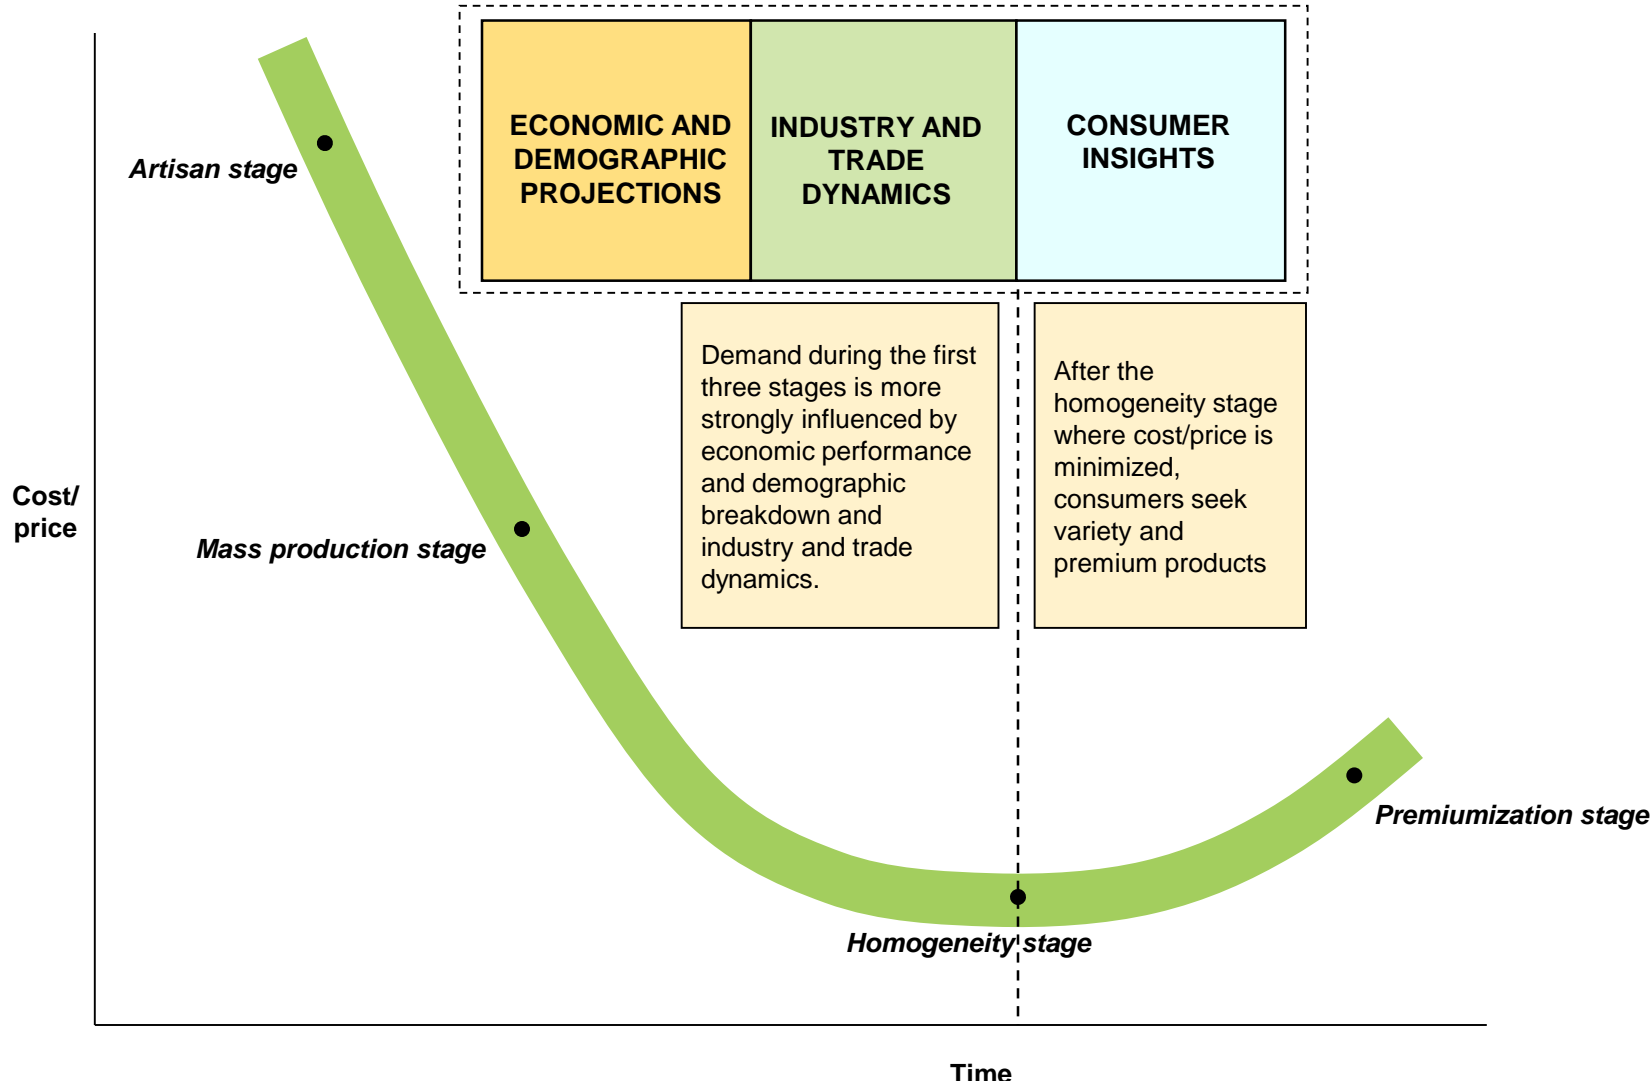 ECONOMIC AND
DEMOGRAPHIC
PROJECTIONS
INDUSTRY AND
TRADE
DYNAMICS
CONSUMER
INSIGHTS
Artisan stage
Demand during the first
three stages is more
strongly influenced by
economic performance
and demographic
breakdown and
industry and trade
dynamics.
After the
homogeneity stage
where cost/price is
minimized,
consumers seek
variety and
premium products
Cost/
price
Mass production stage
Premiumization stage
Homogeneity stage
Time